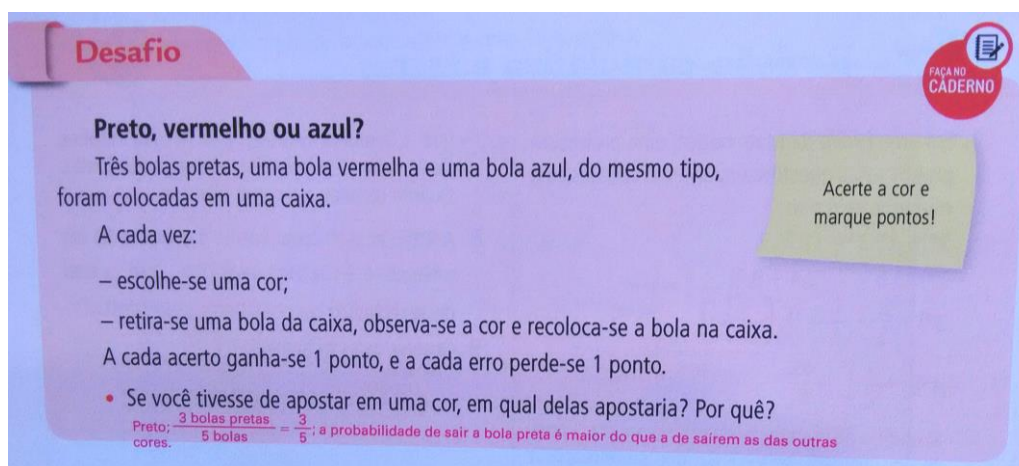 Desafio
FAÇA NO
CADERNO
Preto, vermelho ou azul?
Três bolas pretas, uma bola vermelha e uma bola azul, do mesmo tipo,
foram colocadas em uma caixa.
Acerte a cor e
marque pontos!
A cada vez:
– escolhe-se uma cor;
– retira-se uma bola da caixa, observa-se a cor e recoloca-se a bola na caixa.
A cada acerto ganha-se 1 ponto, e a cada erro perde-se 1 ponto.
• Se você tivesse de apostar em uma cor, em qual delas apostaria? Por quê?
Preto; 3 bolas pretas / 5 bolas = 3/5; a probabilidade de sair a bola preta é maior do que a de saírem as das outras
cores.